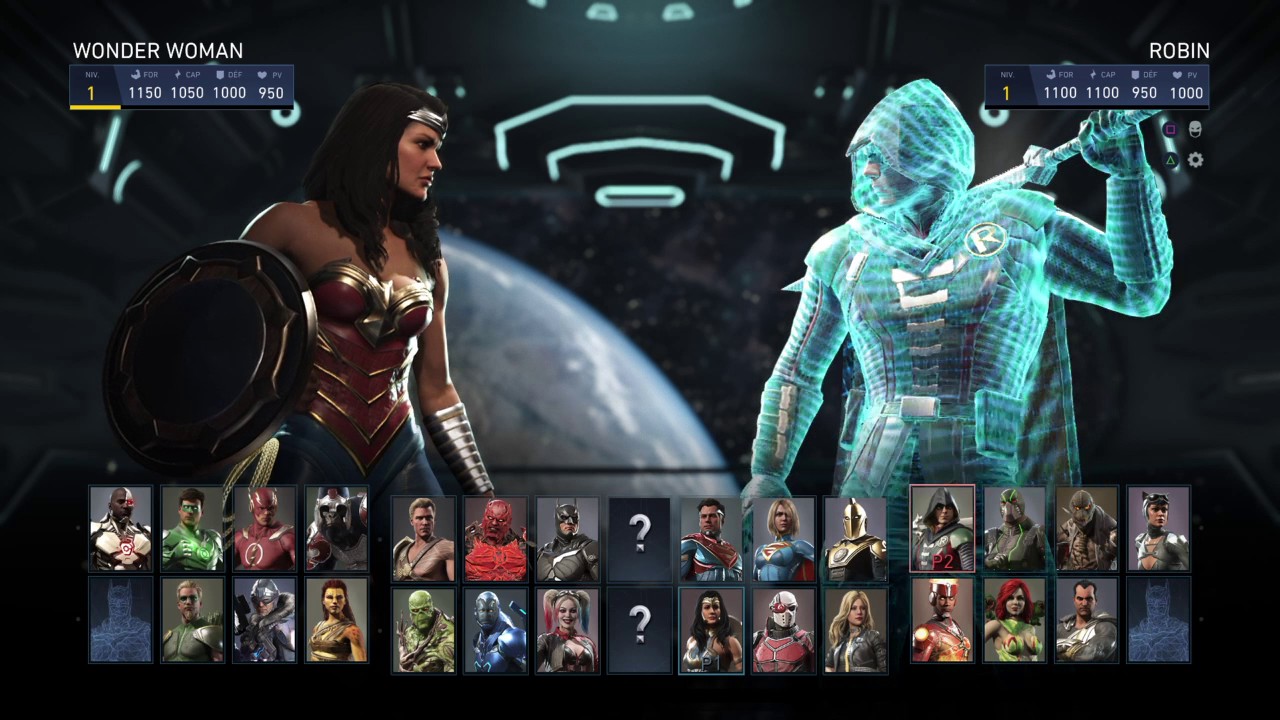 WONDER WOMAN
NIV. FOR CAP DÉF PV
1 1150 1050 1000 950
ROBIN
NIV. FOR CAP DÉF PV
1 1100 1100 950 1000
R
? P2
? P1